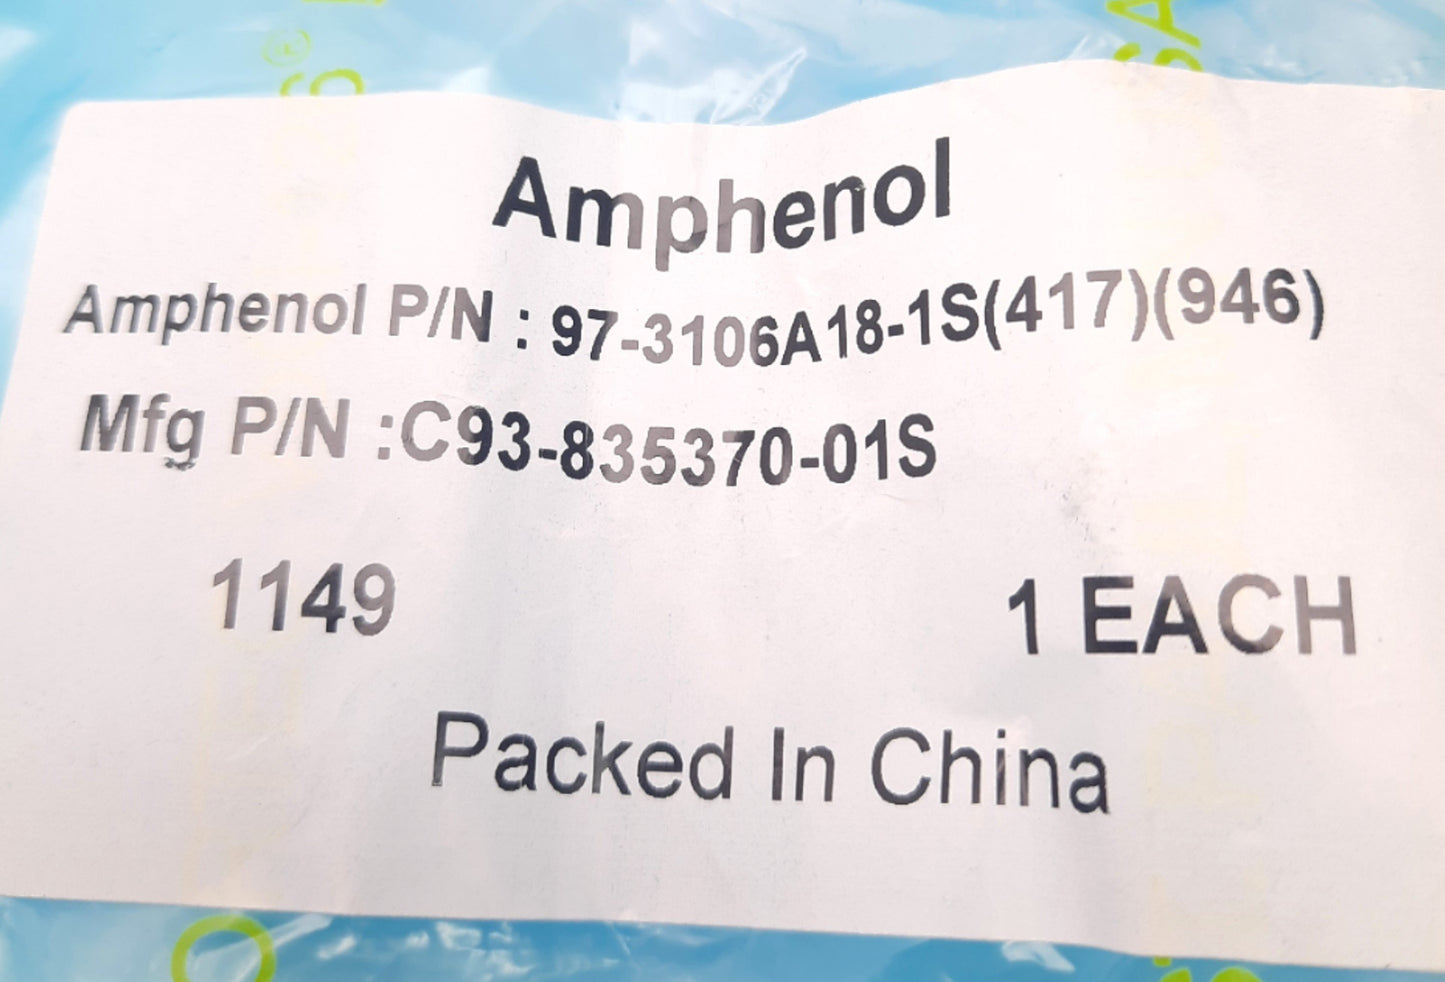 Amphenol
Amphenol P/N : 97-3106A18-1S(417)(946)
Mfg P/N :C93-835370-01S
1149 1 EACH
Packed In China